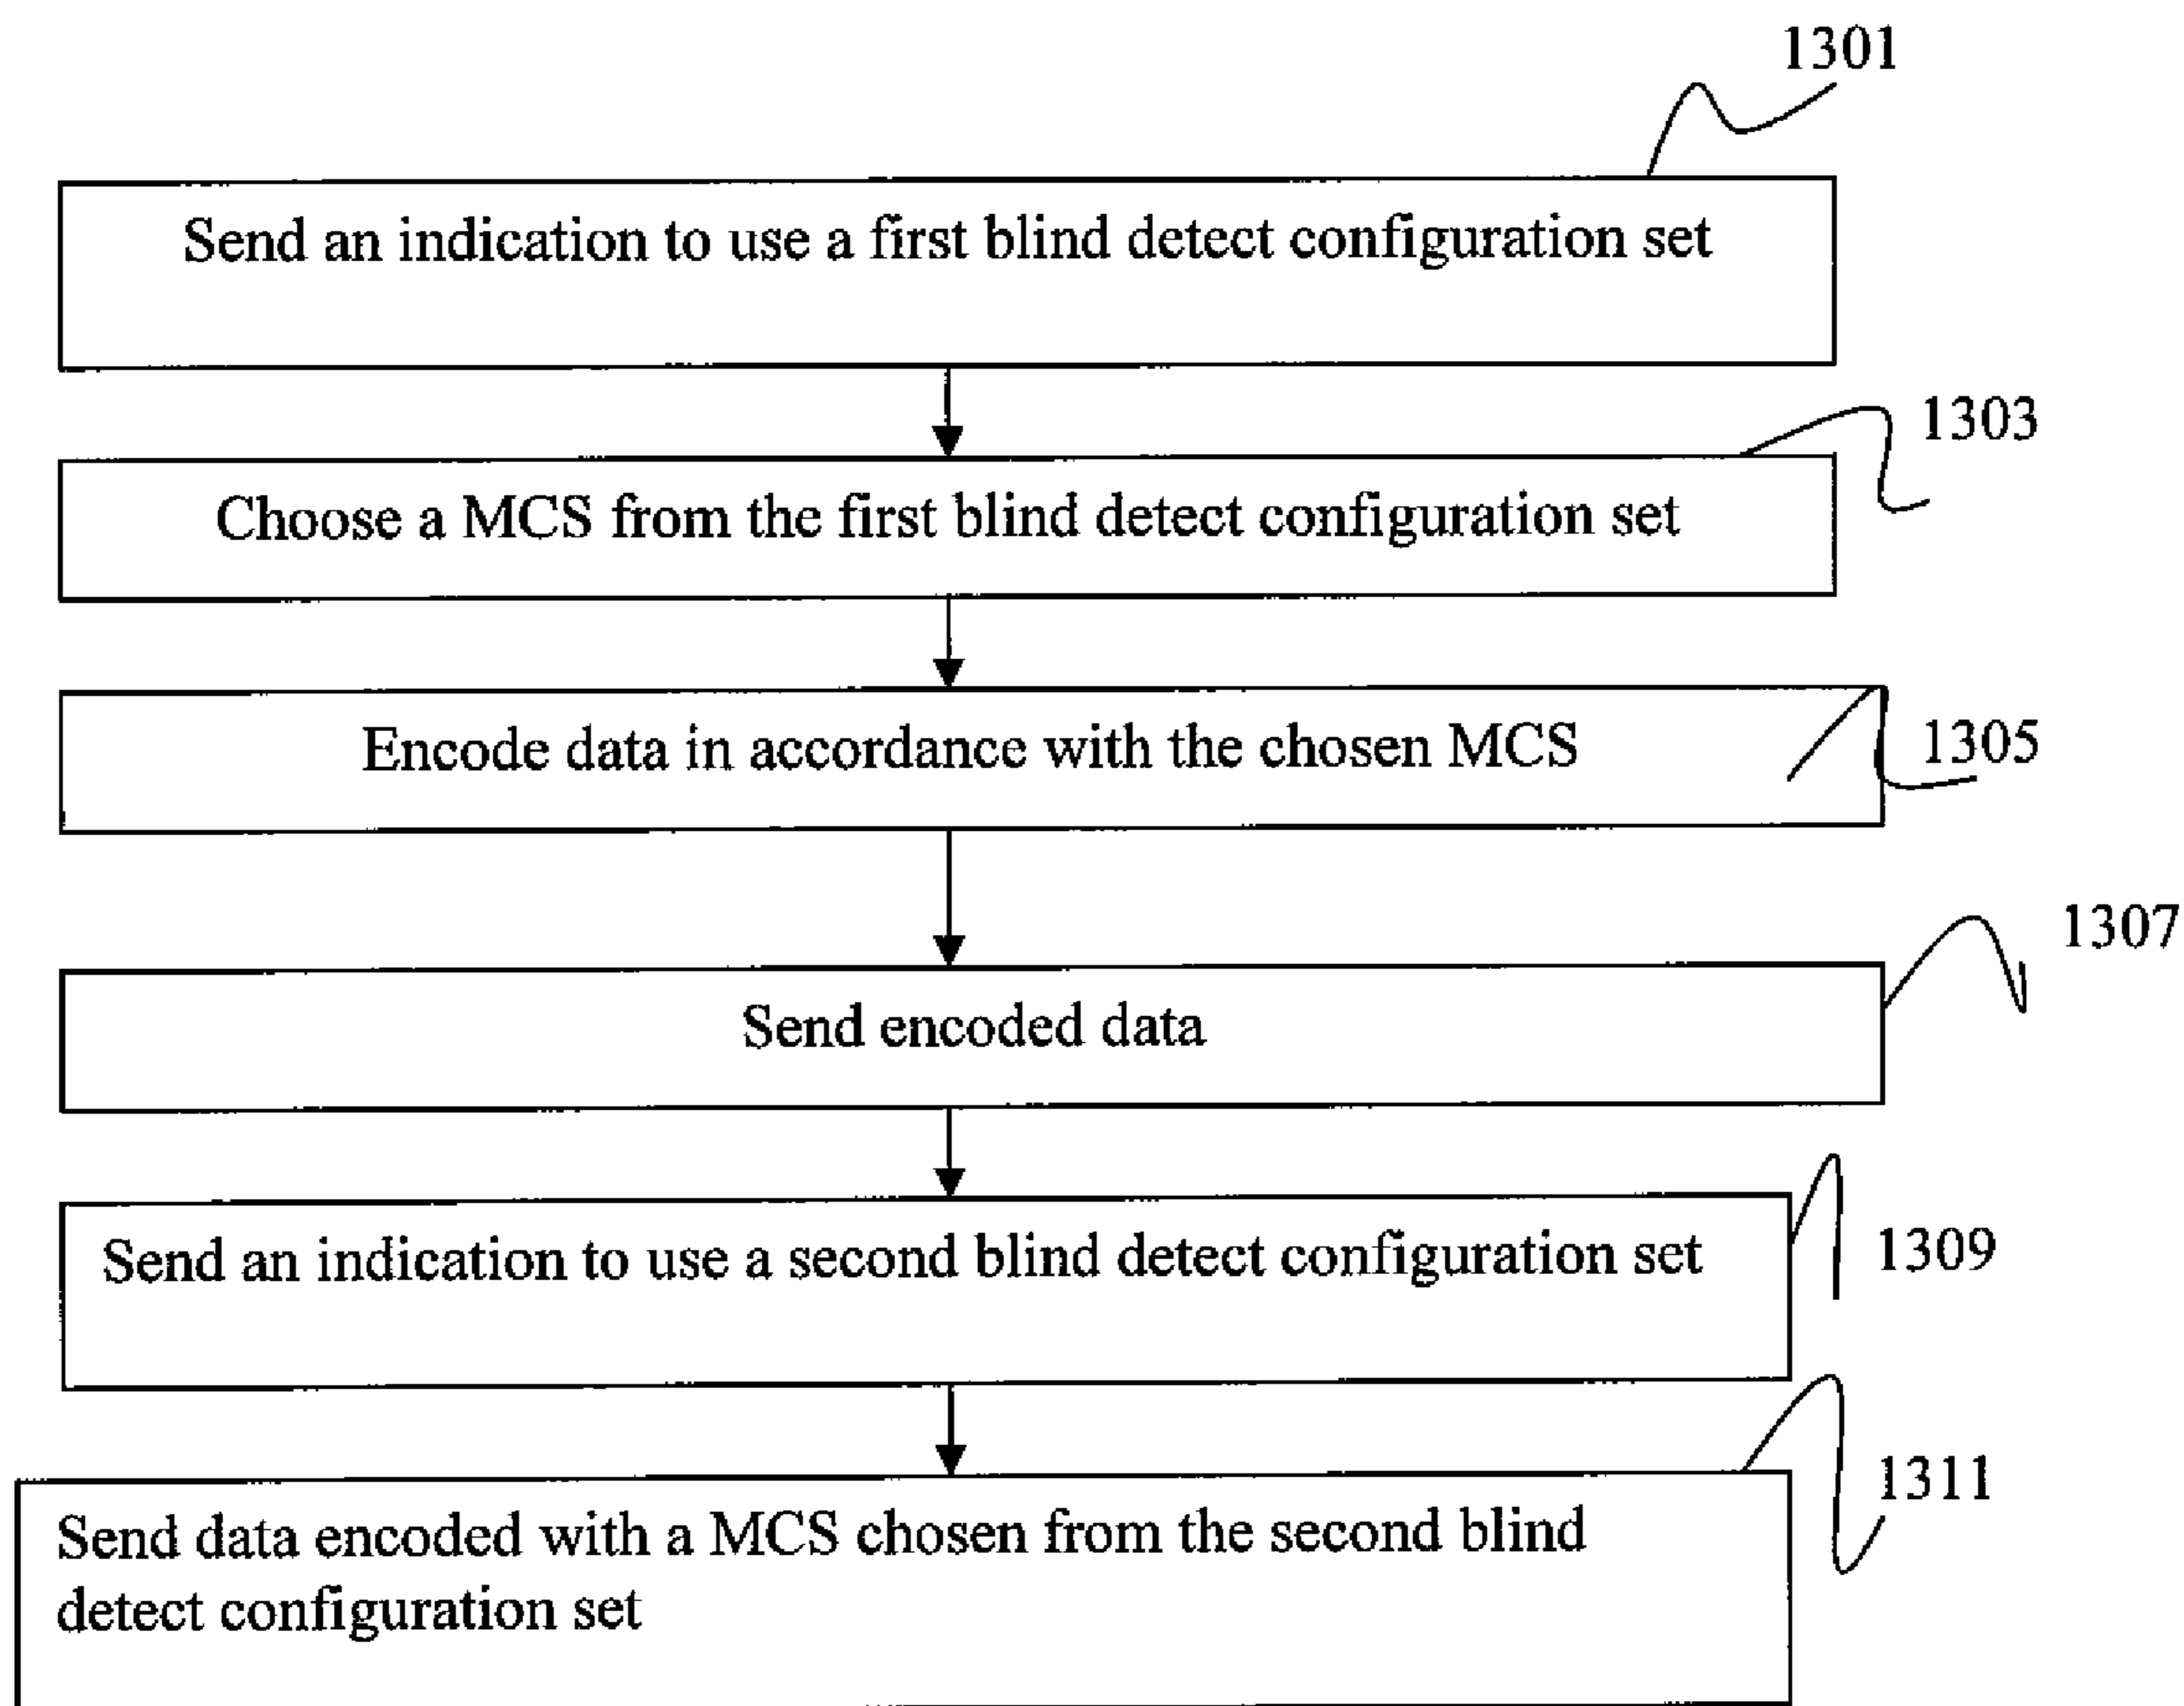 1301
Send an indication to use a first blind detect configuration set
1303
Choose a MCS from the first blind detect configuration set
Encode data in accordance with the chosen MCS
1305
1307
Send encoded data
Send an indication to use a second blind detect configuration set
1309
1311
Send data encoded with a MCS chosen from the second blind
detect configuration set